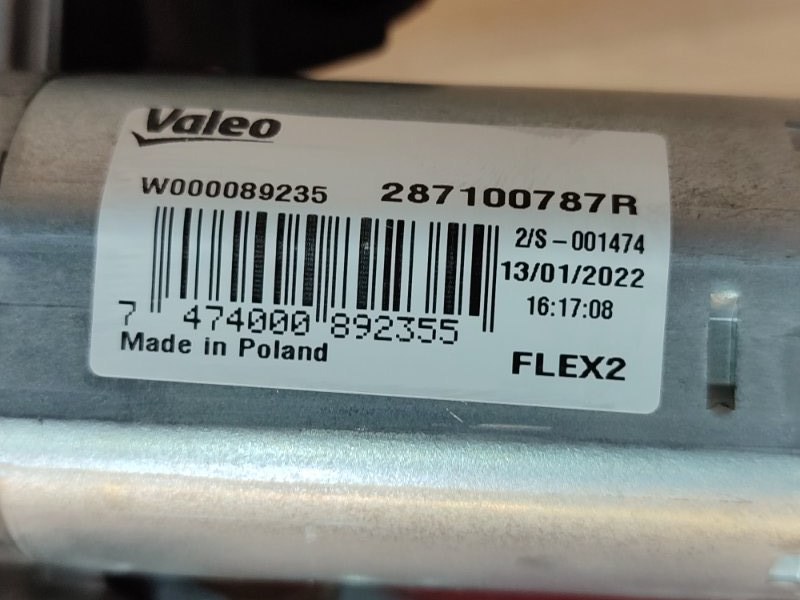 Valeo
W000089235 287100787R
2/S-001474
13/01/2022
16:17:08
7 474000 892355
Made in Poland
FLEX2